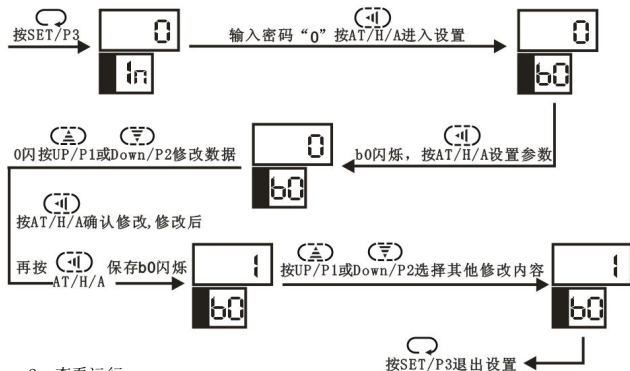 按SET/P3
0
In
输入密码“0”按AT/H/A进入设置
0
b0
0闪按UP/P1或Down/P2修改数据
0
b0
b0闪烁，按AT/H/A设置参数
按AT/H/A确认修改,修改后
再按
AT/H/A
保存b0闪烁
1
b0
按UP/P1或Down/P2选择其他修改内容
1
b0
按SET/P3退出设置